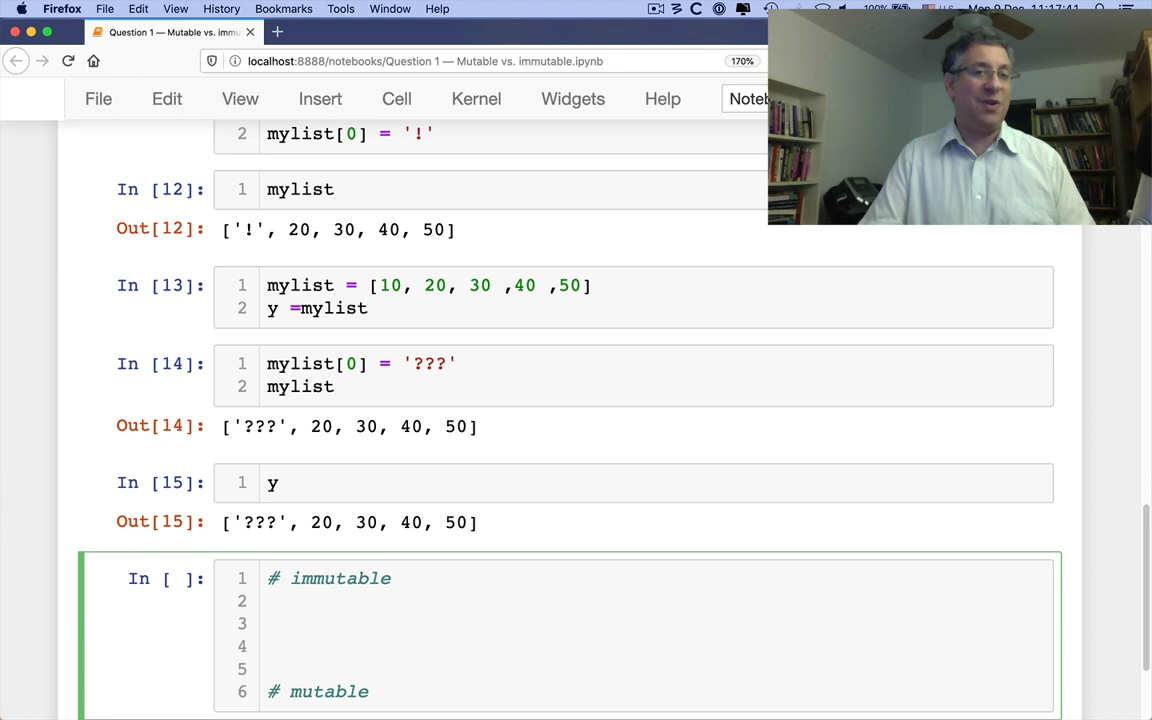 Firefox File Edit View History Bookmarks Tools Window Help
Question 1 — Mutable vs. immu
localhost:8888/notebooks/Question 1 — Mutable vs. immutable.ipynb 170%
File Edit View Insert Cell Kernel Widgets Help Noteb
2 mylist[0] = '!'
In [12]: 1 mylist
Out[12]: ['!', 20, 30, 40, 50]
In [13]: 1 mylist = [10, 20, 30 ,40 ,50]
2 y =mylist
In [14]: 1 mylist[0] = '???'
2 mylist
Out[14]: ['???', 20, 30, 40, 50]
In [15]: 1 y
Out[15]: ['???', 20, 30, 40, 50]
In [ ]: 1 # immutable
2
3
4
5
6 # mutable